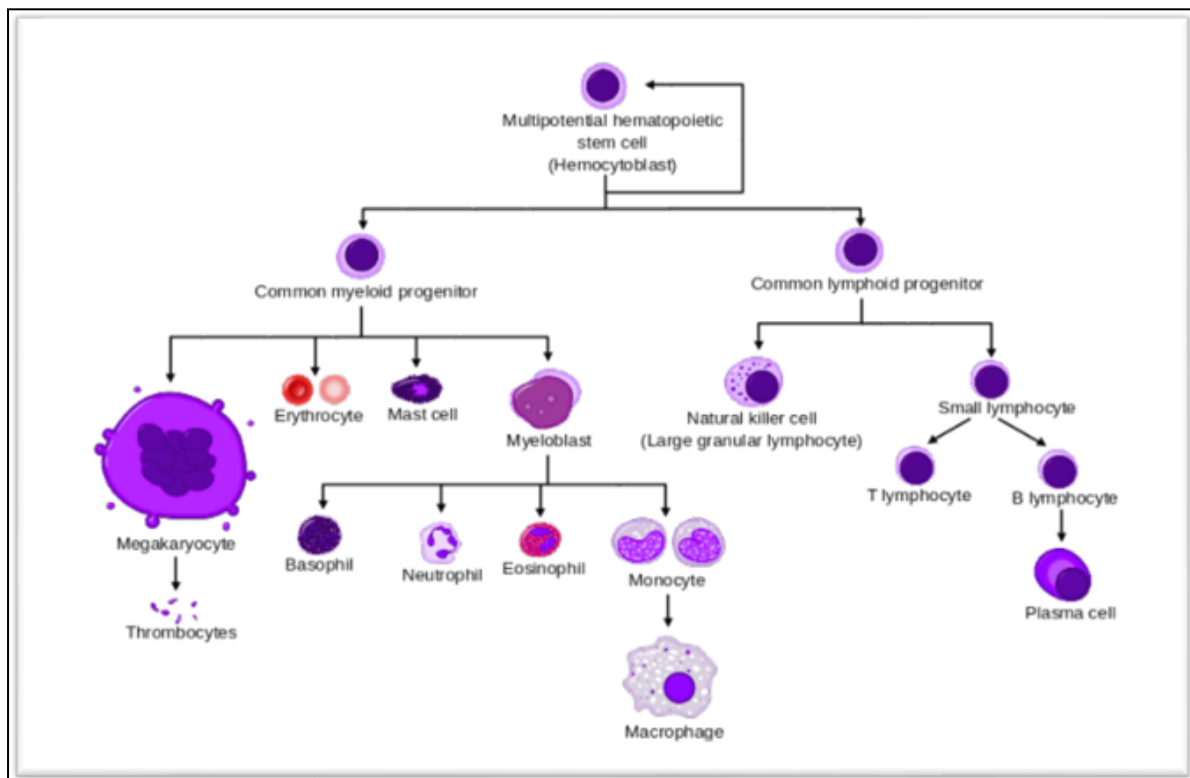 Multipotential hematopoietic
stem cell
(Hemocytoblast)
Common myeloid progenitor
Common lymphoid progenitor
Erythrocyte
Mast cell
Myeloblast
Natural killer cell
(Large granular lymphocyte)
Small lymphocyte
T lymphocyte
B lymphocyte
Megakaryocyte
Basophil
Neutrophil
Eosinophil
Monocyte
Plasma cell
Thrombocytes
Macrophage